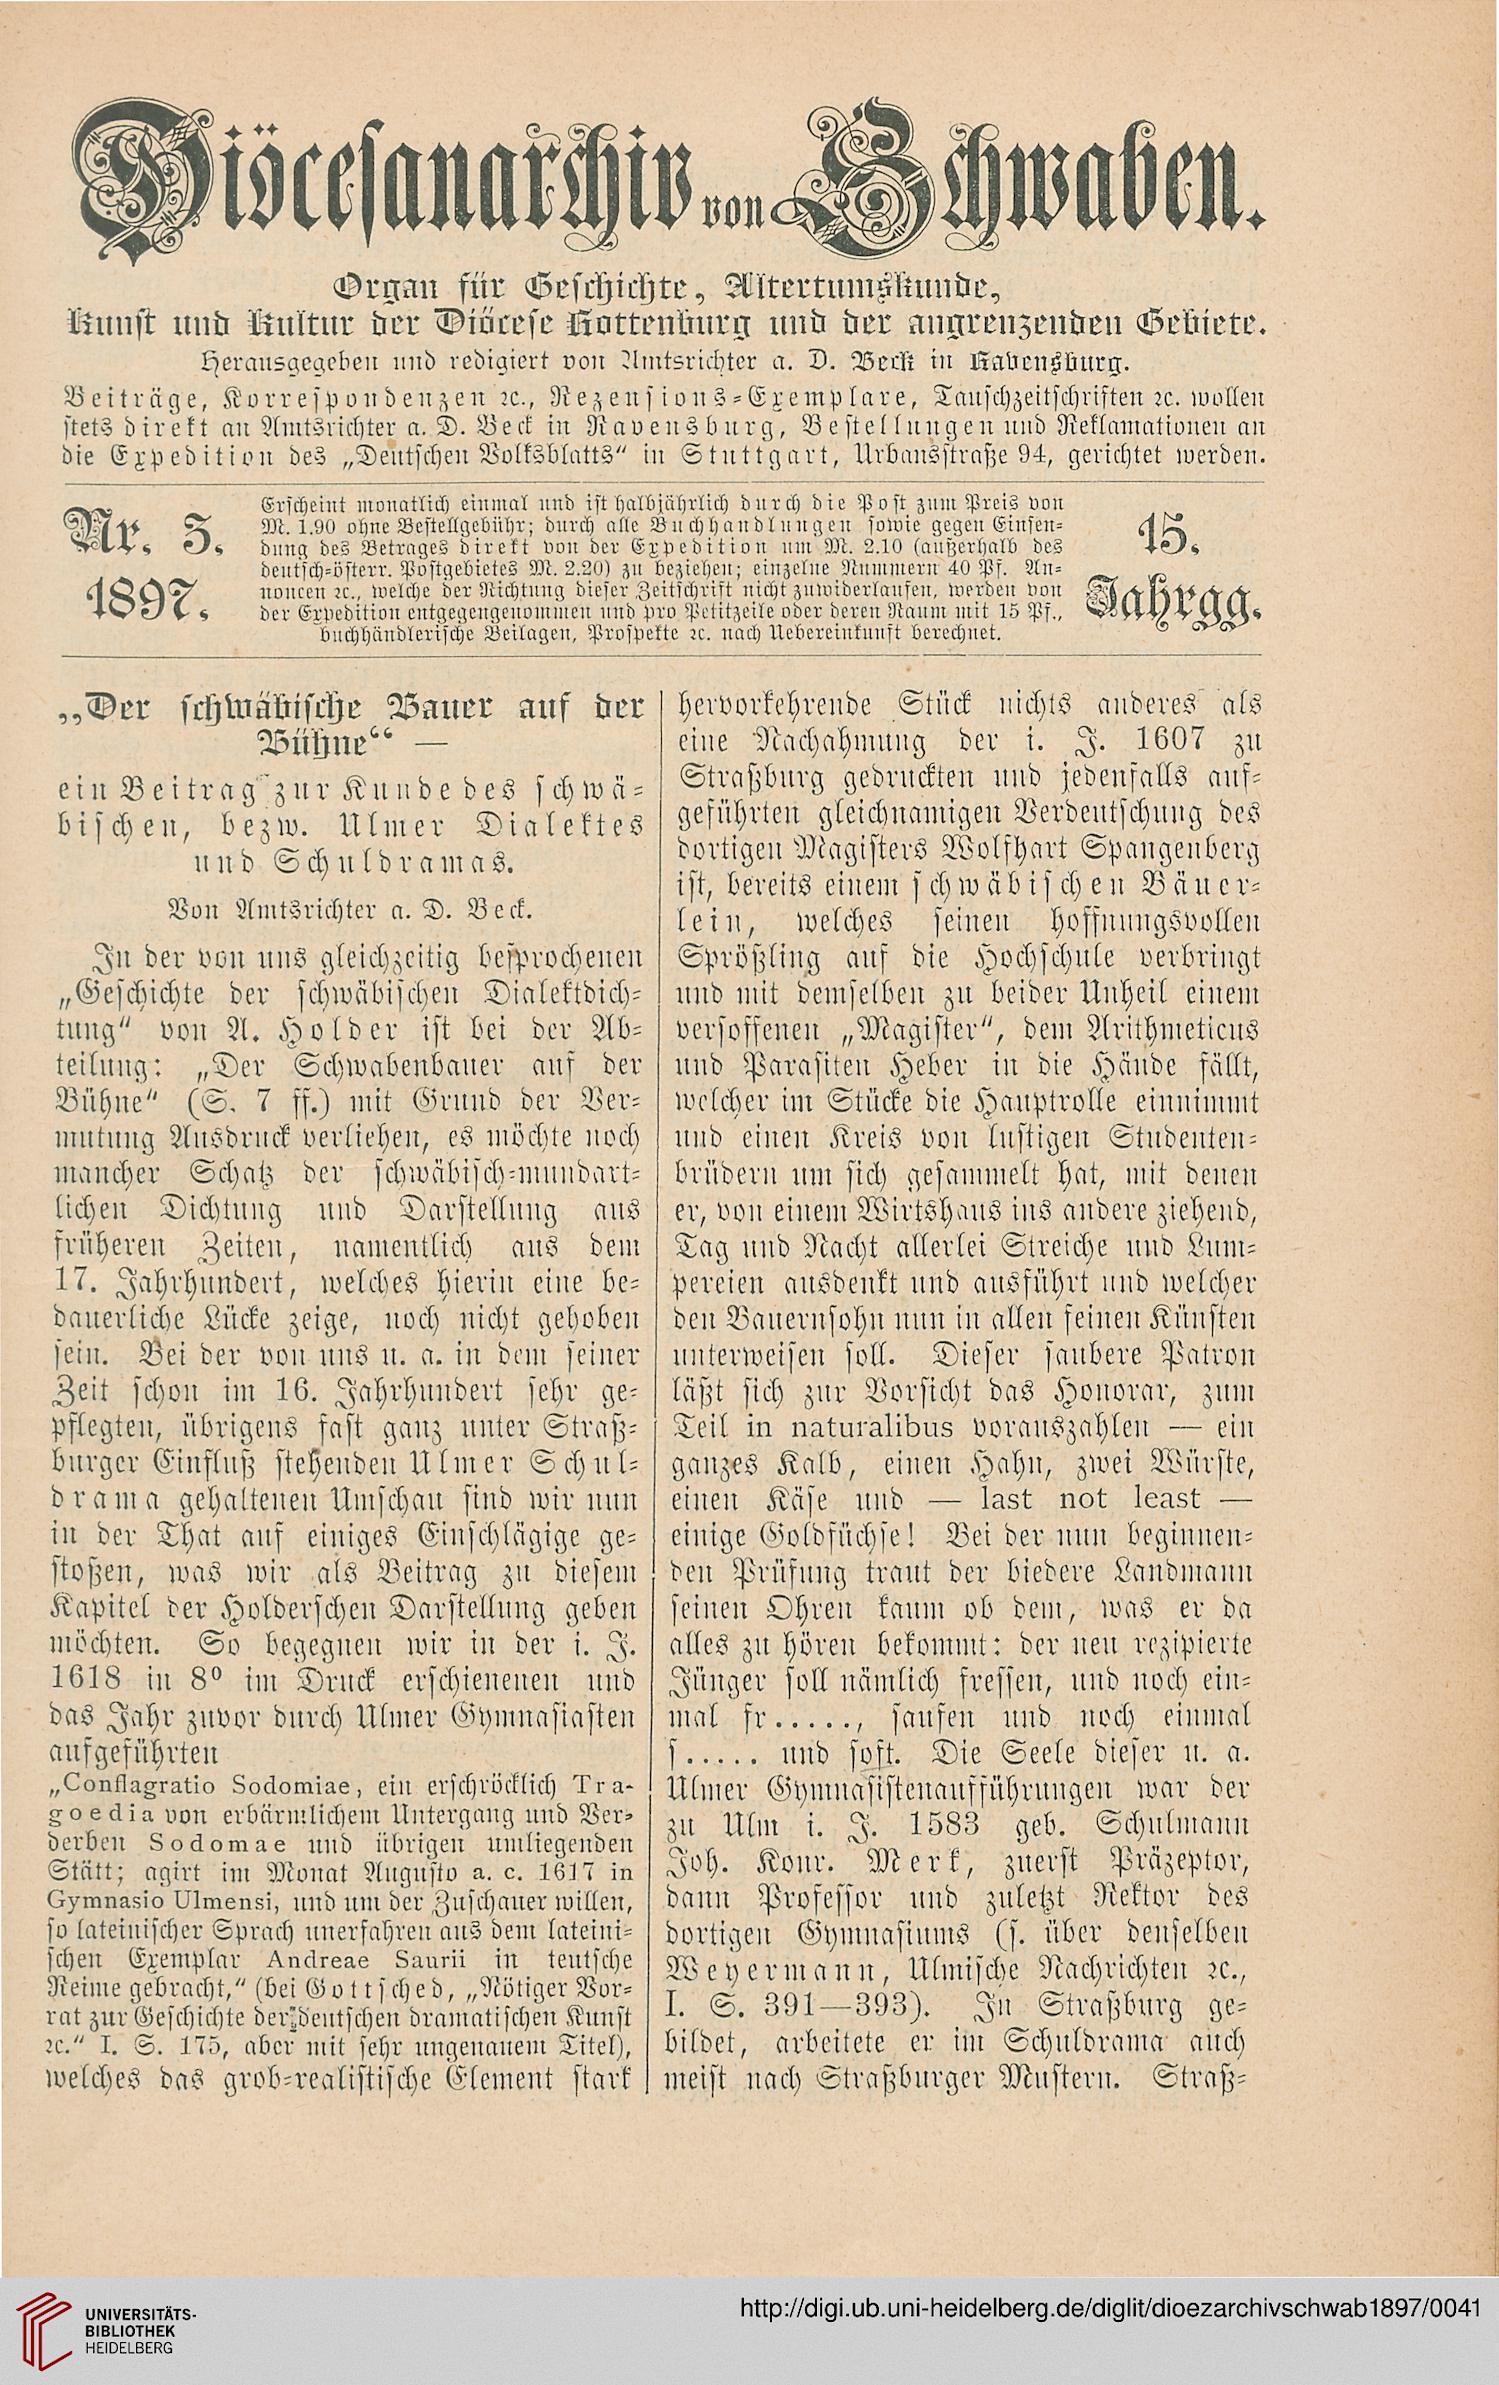 Diöcesanarchiv von Schwaben.
Organ für Geschichte, Altertumskunde,
Kunst und Kultur der Diöcese Rottenburg und der angrenzenden Gebiete.
Herausgegeben und redigiert von Amtsrichter a. D. Beck in Ravensburg.
Beiträge, Korrespondenzen ꝛc., Rezensions-Exemplare, Tauschzeitschriften ꝛc. wollen
stets direkt an Amtsrichter a. D. Beck in Ravensburg, Bestellungen und Reklamationen an
die Expedition des „Deutschen Volksblatts" in Stuttgart, Urbansstraße 94, gerichtet werden.
Nr. 3.
1897.
Erscheint monatlich einmal und ist halbjährlich durch die Post zum Preis von
M. 1.90 ohne Bestellgebühr; durch alle Buchhandlungen sowie gegen Einsen-
dung des Betrages direkt von der Expedition um M. 2.10 (außerhalb des
deutsch-österr. Postgebietes M. 2.20) zu beziehen; einzelne Nummern 40 Pf. An-
noncen ꝛc., welche der Richtung dieser Zeitschrift nicht zuwiderlaufen, werden von
der Expedition entgegengenommen und pro Petitzeile oder deren Raum mit 15 Pf.,
buchhändlerische Beilagen, Prospekte ꝛc. nach Uebereinkunft berechnet.
15.
Jahrgg.
„Der schwäbische Bauer auf der
Bühne“ —
ein Beitrag zur Kunde des schwä-
bischen, bezw. Ulmer Dialektes
und Schuldramas.
Von Amtsrichter a. D. Beck.
In der von uns gleichzeitig besprochenen
„Geschichte der schwäbischen Dialektdich-
tung" von A. Holder ist bei der Ab-
teilung: „Der Schwabenbauer auf der
Bühne" (S. 7 ff.) mit Grund der Ver-
mutung Ausdruck verliehen, es möchte noch
mancher Schatz der schwäbisch-mundart-
lichen Dichtung und Darstellung aus
früheren Zeiten, namentlich aus dem
17. Jahrhundert, welches hierin eine be-
dauerliche Lücke zeige, noch nicht gehoben
sein. Bei der von uns u. a. in dem seiner
Zeit schon im 16. Jahrhundert sehr ge-
pflegten, übrigens fast ganz unter Straß-
burger Einfluß stehenden Ulmer Schul-
drama gehaltenen Umschau sind wir nun
in der That auf einiges Einschlägige ge-
stoßen, was wir als Beitrag zu diesem
Kapitel der Holderschen Darstellung geben
möchten. So begegnen wir in der i. J.
1618 in 8⁰ im Druck erschienenen und
das Jahr zuvor durch Ulmer Gymnasiasten
aufgeführten
„Conflagratio Sodomiae, ein erschröcklich Tra-
goedia von erbärmlichem Untergang und Ver-
derben Sodomae und übrigen umliegenden
Stätt; agirt im Monat Augusto a. c. 1617 in
Gymnasio Ulmensi, und um der Zuschauer willen,
so lateinischer Sprach unerfahren aus dem lateini-
schen Exemplar Andreae Saurii in teutsche
Reime gebracht," (bei Gottsched, „Nötiger Vor-
rat zur Geschichte der deutschen dramatischen Kunst
ꝛc." I. S. 175, aber mit sehr ungenauem Titel),
welches das grob-realistische Element stark
hervorkehrende Stück nichts anderes als
eine Nachahmung der i. J. 1607 zu
Straßburg gedruckten und jedenfalls auf-
geführten gleichnamigen Verdeutschung des
dortigen Magisters Wolfhart Spangenberg
ist, bereits einem schwäbischen Bäuer-
lein, welches seinen hoffnungsvollen
Sprößling auf die Hochschule verbringt
und mit demselben zu beider Unheil einem
versoffenen „Magister", dem Arithmeticus
und Parasiten Heber in die Hände fällt,
welcher im Stücke die Hauptrolle einnimmt
und einen Kreis von lustigen Studenten-
brüdern um sich gesammelt hat, mit denen
er, von einem Wirtshaus ins andere ziehend,
Tag und Nacht allerlei Streiche und Lum-
pereien ausdenkt und ausführt und welcher
den Bauernsohn nun in allen seinen Künsten
unterweisen soll. Dieser saubere Patron
läßt sich zur Vorsicht das Honorar, zum
Teil in naturalibus vorauszahlen — ein
ganzes Kalb, einen Hahn, zwei Würste,
einen Käse und — last not least —
einige Goldfüchse! Bei der nun beginnen-
den Prüfung traut der biedere Landmann
seinen Ohren kaum ob dem, was er da
alles zu hören bekommt: der neu rezipierte
Jünger soll nämlich fressen, und noch ein-
mal fr....., saufen und noch einmal
s..... und soft. Die Seele dieser u. a.
Ulmer Gymnasistenaufführungen war der
zu Ulm i. J. 1583 geb. Schulmann
Joh. Konr. Merk, zuerst Präzeptor,
dann Professor und zuletzt Rektor des
dortigen Gymnasiums (s. über denselben
Weyermann, Ulmische Nachrichten ꝛc.,
I. S. 391—393). In Straßburg ge-
bildet, arbeitete er im Schuldrama auch
meist nach Straßburger Mustern. Straß-
UNIVERSITÄTS-
BIBLIOTHEK
HEIDELBERG
http://digi.ub.uni-heidelberg.de/diglit/dioezarchivschwab1897/0041